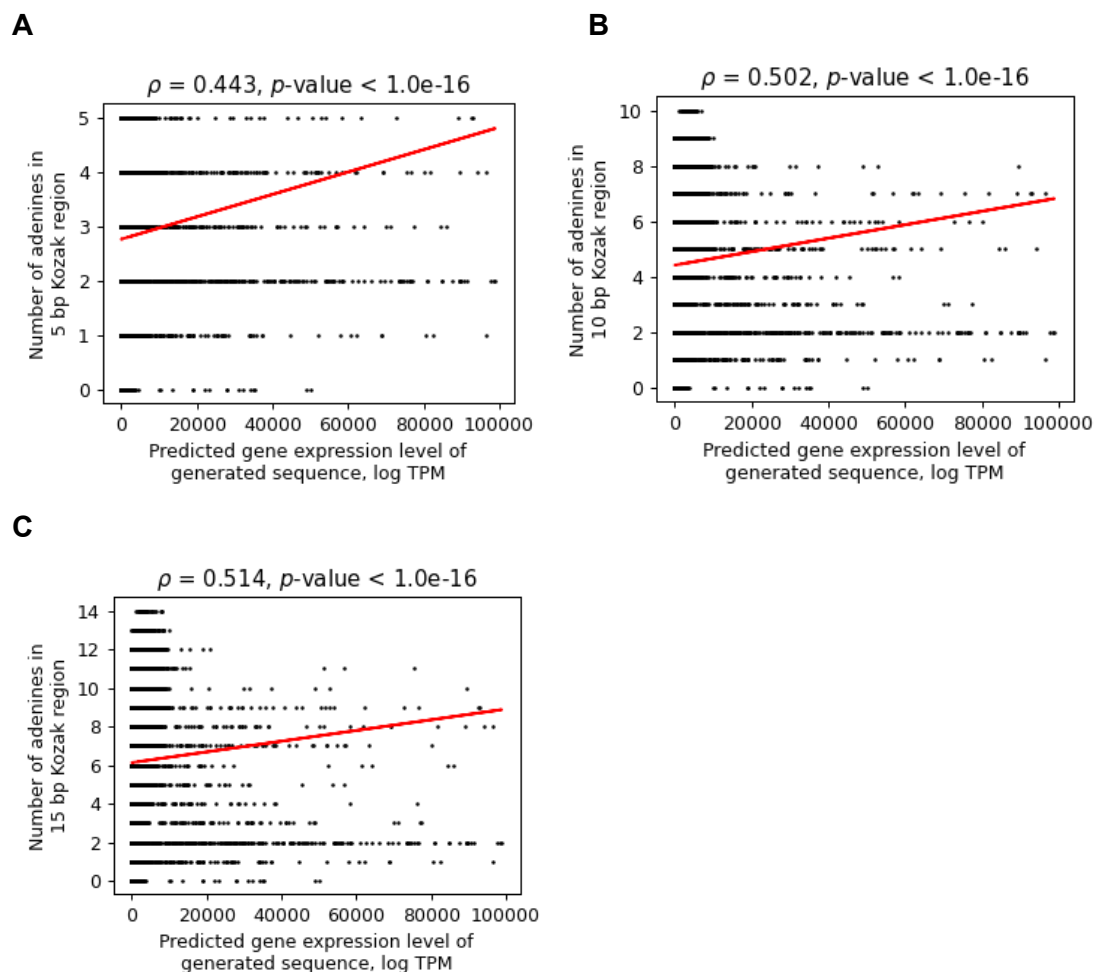 A
ρ = 0.443, p-value < 1.0e-16
Number of adenines in
5 bp Kozak region
5
4
3
2
1
0
0 20000 40000 60000 80000 100000
Predicted gene expression level of
generated sequence, log TPM
B
ρ = 0.502, p-value < 1.0e-16
Number of adenines in
10 bp Kozak region
10
8
6
4
2
0
0 20000 40000 60000 80000 100000
Predicted gene expression level of
generated sequence, log TPM
C
ρ = 0.514, p-value < 1.0e-16
Number of adenines in
15 bp Kozak region
14
12
10
8
6
4
2
0
0 20000 40000 60000 80000 100000
Predicted gene expression level of
generated sequence, log TPM